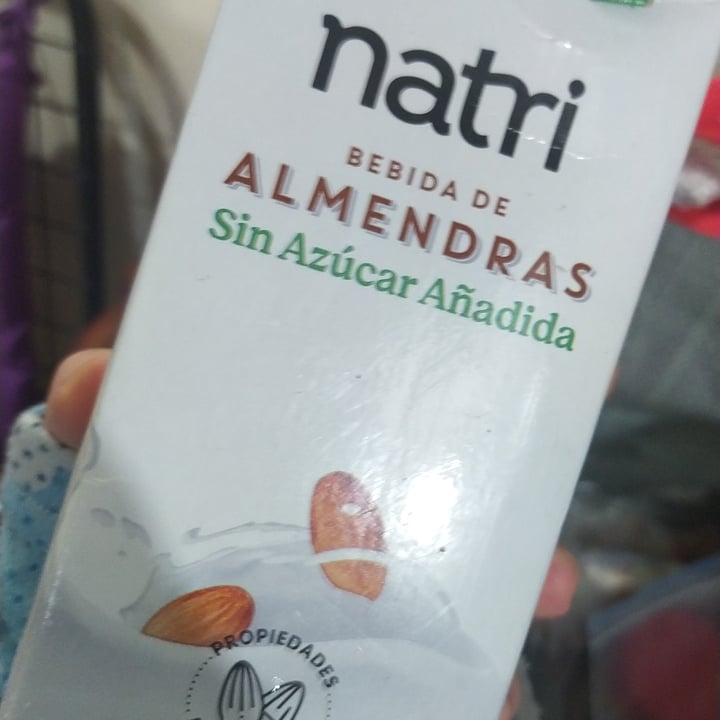 natri
BEBIDA DE
ALMENDRAS
Sin Azúcar Añadida
PROPIEDADES